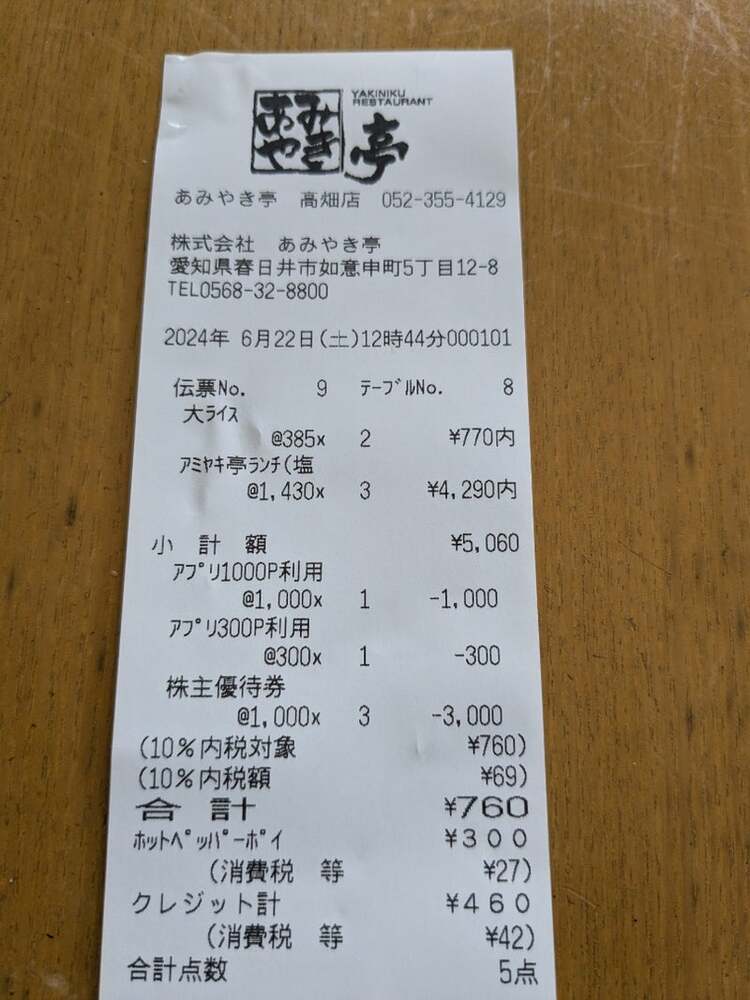 あみやき亭
YAKINIKU
RESTAURANT
あみやき亭 高畑店 052-355-4129
株式会社 あみやき亭
愛知県春日井市如意申町5丁目12-8
TEL0568-32-8800
2024年 6月22日(土)12時44分000101
伝票No. 9 ﾃｰﾌﾞﾙNo. 8
大ﾗｲｽ
@385x 2 ¥770内
ｱﾐﾔｷ亭ﾗﾝﾁ(塩
@1,430x 3 ¥4,290内
小 計 額 ¥5,060
ｱﾌﾟﾘ1000P利用
@1,000x 1 -1,000
ｱﾌﾟﾘ300P利用
@300x 1 -300
株主優待券
@1,000x 3 -3,000
(10%内税対象 ¥760)
(10%内税額 ¥69)
合 計 ¥760
ﾎｯﾄﾍﾟｯﾊﾟｰﾎﾟｲ ¥300
(消費税 等 ¥27)
クレジット計 ¥460
(消費税 等 ¥42)
合計点数 5点